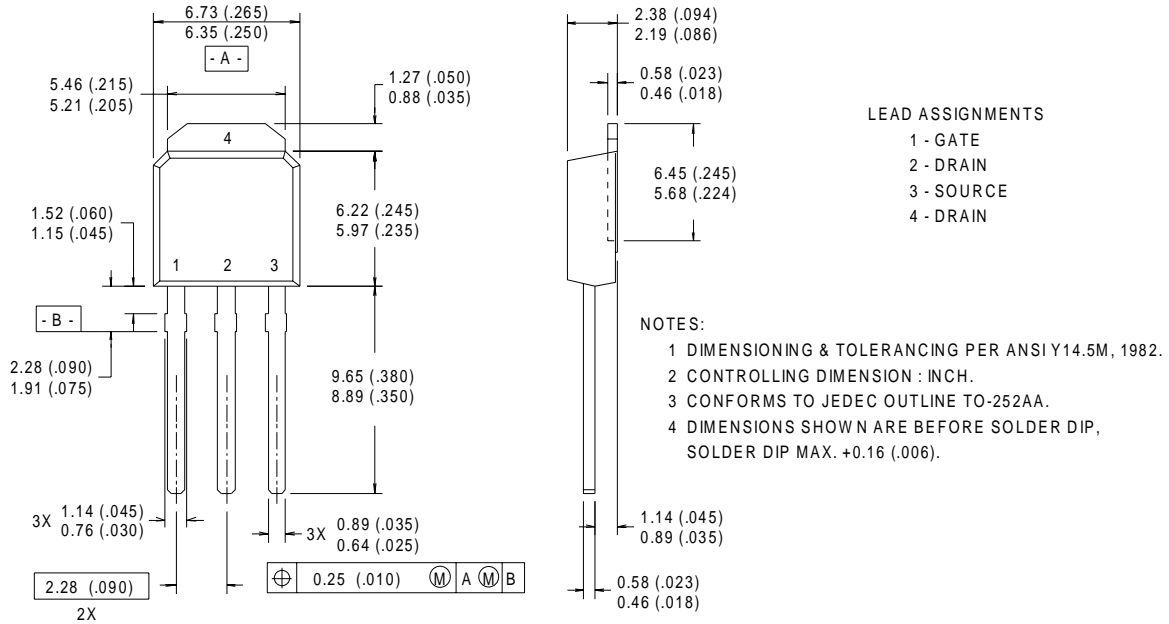 6.73 (.265)
6.35 (.250)
- A -
5.46 (.215)
5.21 (.205)
1.27 (.050)
0.88 (.035)
4
6.22 (.245)
5.97 (.235)
1.52 (.060)
1.15 (.045)
1 2 3
- B -
2.28 (.090)
1.91 (.075)
9.65 (.380)
8.89 (.350)
3X 1.14 (.045)
0.76 (.030)
3X 0.89 (.035)
0.64 (.025)
2.28 (.090)
2X
0.25 (.010) M A M B
2.38 (.094)
2.19 (.086)
0.58 (.023)
0.46 (.018)
6.45 (.245)
5.68 (.224)
1.14 (.045)
0.89 (.035)
0.58 (.023)
0.46 (.018)
LEAD ASSIGNMENTS
1 - GATE
2 - DRAIN
3 - SOURCE
4 - DRAIN
NOTES:
1 DIMENSIONING & TOLERANCING PER ANSI Y14.5M, 1982.
2 CONTROLLING DIMENSION : INCH.
3 CONFORMS TO JEDEC OUTLINE TO-252AA.
4 DIMENSIONS SHOWN ARE BEFORE SOLDER DIP,
SOLDER DIP MAX. +0.16 (.006).